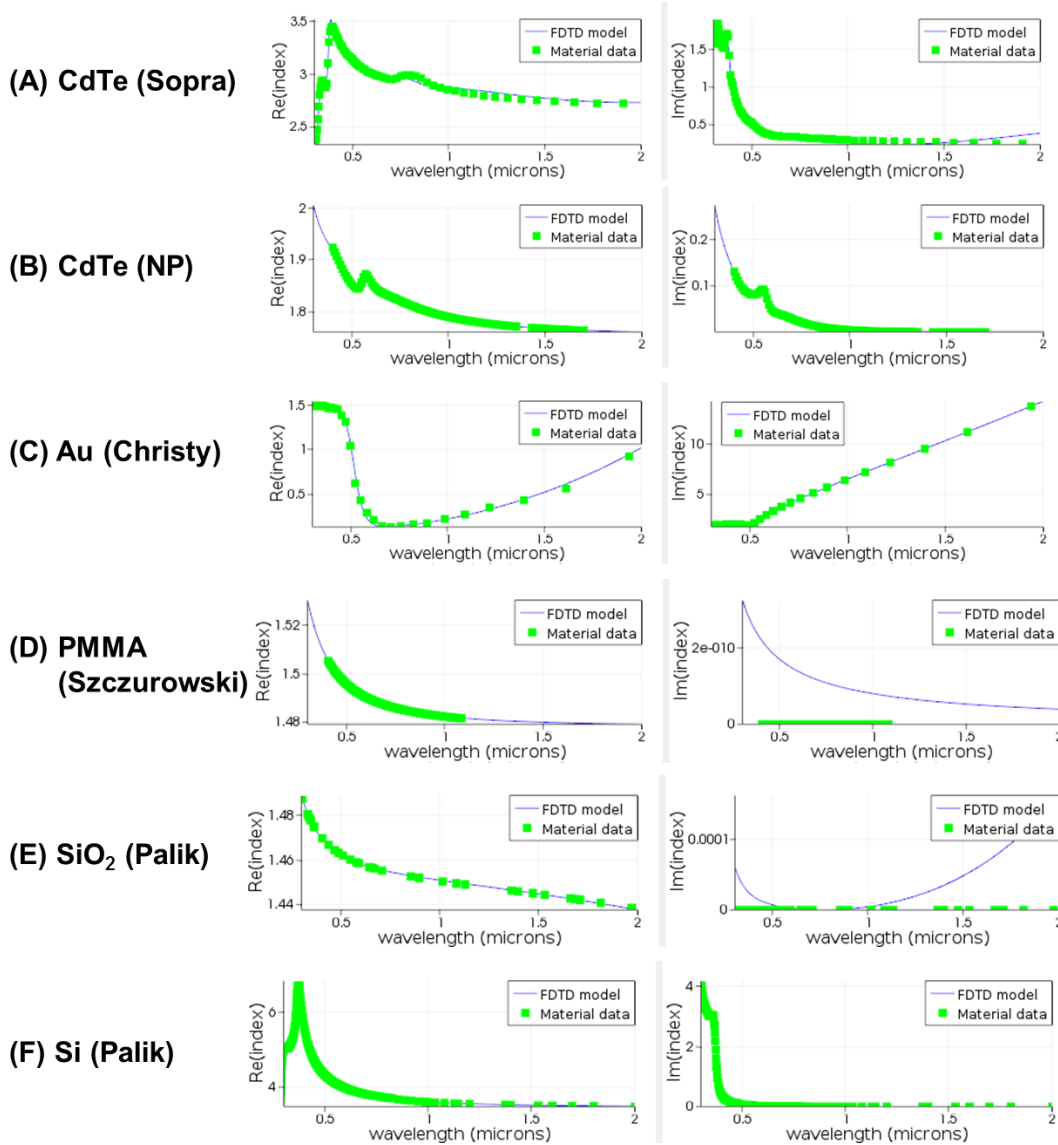 (A) CdTe (Sopra)
Re(index)
3.5
3
2.5
FDTD model
Material data
0.5 1 1.5 2
wavelength (microns)
Im(index)
1.5
1
0.5
FDTD model
Material data
0.5 1 1.5 2
wavelength (microns)
(B) CdTe (NP)
Re(index)
2
1.9
1.8
FDTD model
Material data
0.5 1 1.5 2
wavelength (microns)
Im(index)
0.2
0.1
FDTD model
Material data
0.5 1 1.5 2
wavelength (microns)
(C) Au (Christy)
Re(index)
1.5
1
0.5
FDTD model
Material data
0.5 1 1.5 2
wavelength (microns)
Im(index)
10
5
FDTD model
Material data
0.5 1 1.5 2
wavelength (microns)
(D) PMMA
(Szczurowski)
Re(index)
1.52
1.5
1.48
FDTD model
Material data
0.5 1 1.5 2
wavelength (microns)
Im(index)
2e-010
0
FDTD model
Material data
0.5 1 1.5 2
wavelength (microns)
(E) SiO₂ (Palik)
Re(index)
1.48
1.46
1.44
FDTD model
Material data
0.5 1 1.5 2
wavelength (microns)
Im(index)
0.0001
0
FDTD model
Material data
0.5 1 1.5 2
wavelength (microns)
(F) Si (Palik)
Re(index)
6
4
FDTD model
Material data
0.5 1 1.5 2
wavelength (microns)
Im(index)
4
2
0
FDTD model
Material data
0.5 1 1.5 2
wavelength (microns)